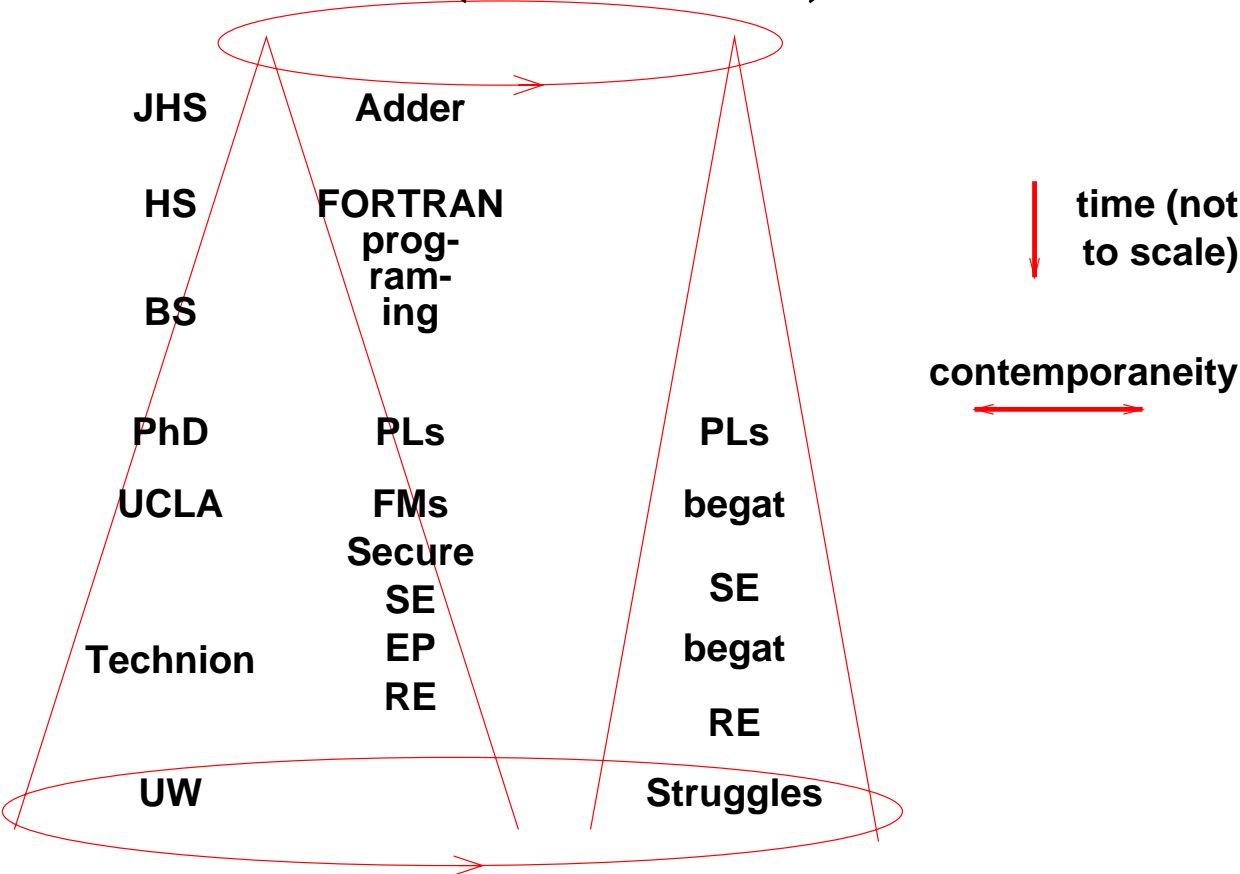 JHS Adder
HS FORTRAN
prog-
ram-
BS ing
time (not
to scale)
contemporaneity
PhD PLs PLs
UCLA FMs begat
Secure
SE SE
Technion EP begat
RE RE
UW Struggles